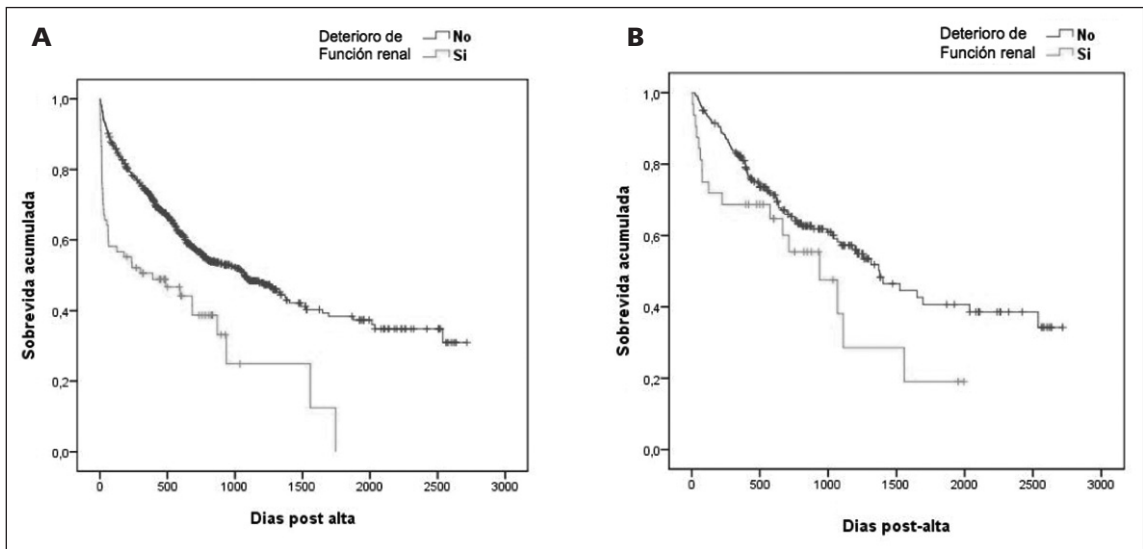 A
Deterioro de No
Función renal Si
Sobrevida acumulada
1,0
0,8
0,6
0,4
0,2
0,0
0 500 1000 1500 2000 2500 3000
Dias post alta
B
Deterioro de No
Función renal Si
Sobrevida acumulada
1,0
0,8
0,6
0,4
0,2
0,0
0 500 1000 1500 2000 2500 3000
Dias post-alta